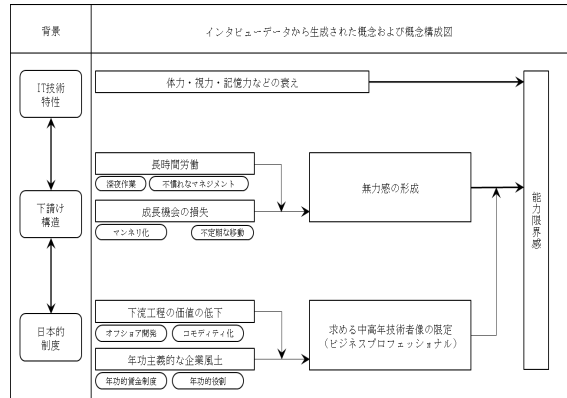 背景
インタビューデータから生成された概念および概念構成図
IT技術
特性
体力・視力・記憶力などの衰え
長時間労働
深夜作業
不慣れなマネジメント
無力感の形成
下請け
構造
成長機会の損失
マンネリ化
不定期な移動
能力限界感
下流工程の価値の低下
オフショア開発
コモディティ化
求める中高年技術者像の限定
(ビジネスプロフェッショナル)
日本的
制度
年功主義的な企業風土
年功的賃金制度
年功的役割